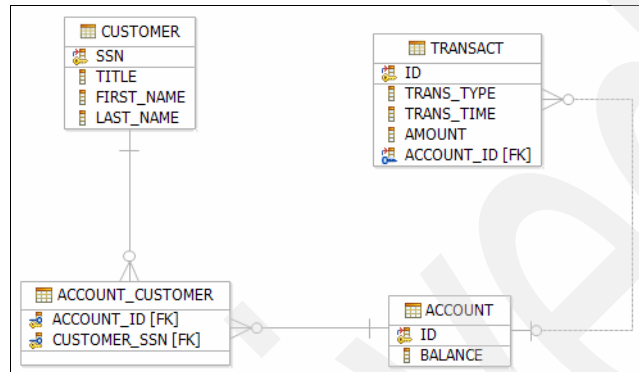 CUSTOMER
SSN
TITLE
FIRST_NAME
LAST_NAME
TRANSACT
ID
TRANS_TYPE
TRANS_TIME
AMOUNT
ACCOUNT_ID [FK]
ACCOUNT_CUSTOMER
ACCOUNT_ID [FK]
CUSTOMER_SSN [FK]
ACCOUNT
ID
BALANCE